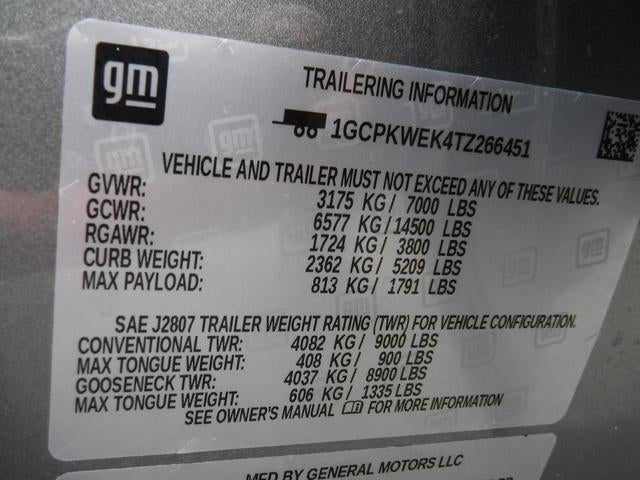 gm
TRAILERING INFORMATION
1GCPKWEK4TZ266451
VEHICLE AND TRAILER MUST NOT EXCEED ANY OF THESE VALUES.
GVWR: 3175 KG / 7000 LBS
GCWR: 6577 KG / 14500 LBS
RGAWR: 1724 KG / 3800 LBS
CURB WEIGHT: 2362 KG / 5209 LBS
MAX PAYLOAD: 813 KG / 1791 LBS
SAE J2807 TRAILER WEIGHT RATING (TWR) FOR VEHICLE CONFIGURATION.
CONVENTIONAL TWR: 4082 KG / 9000 LBS
MAX TONGUE WEIGHT: 408 KG / 900 LBS
GOOSENECK TWR: 4037 KG / 8900 LBS
MAX TONGUE WEIGHT: 606 KG / 1335 LBS
SEE OWNER'S MANUAL FOR MORE INFORMATION
MFD BY GENERAL MOTORS LLC